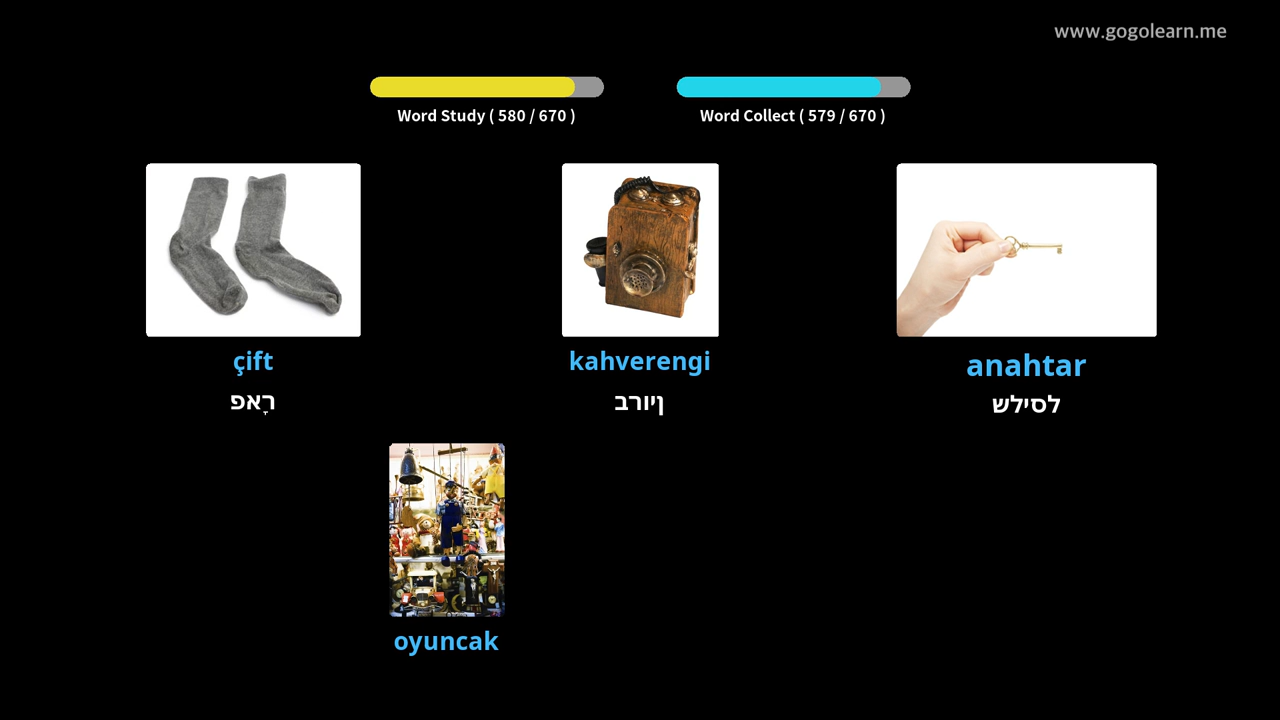 www.gogolearn.me
Word Study ( 580 / 670 )
Word Collect ( 579 / 670 )
çift
רָאפ
kahverengi
ןיורב
anahtar
לסילש
oyuncak